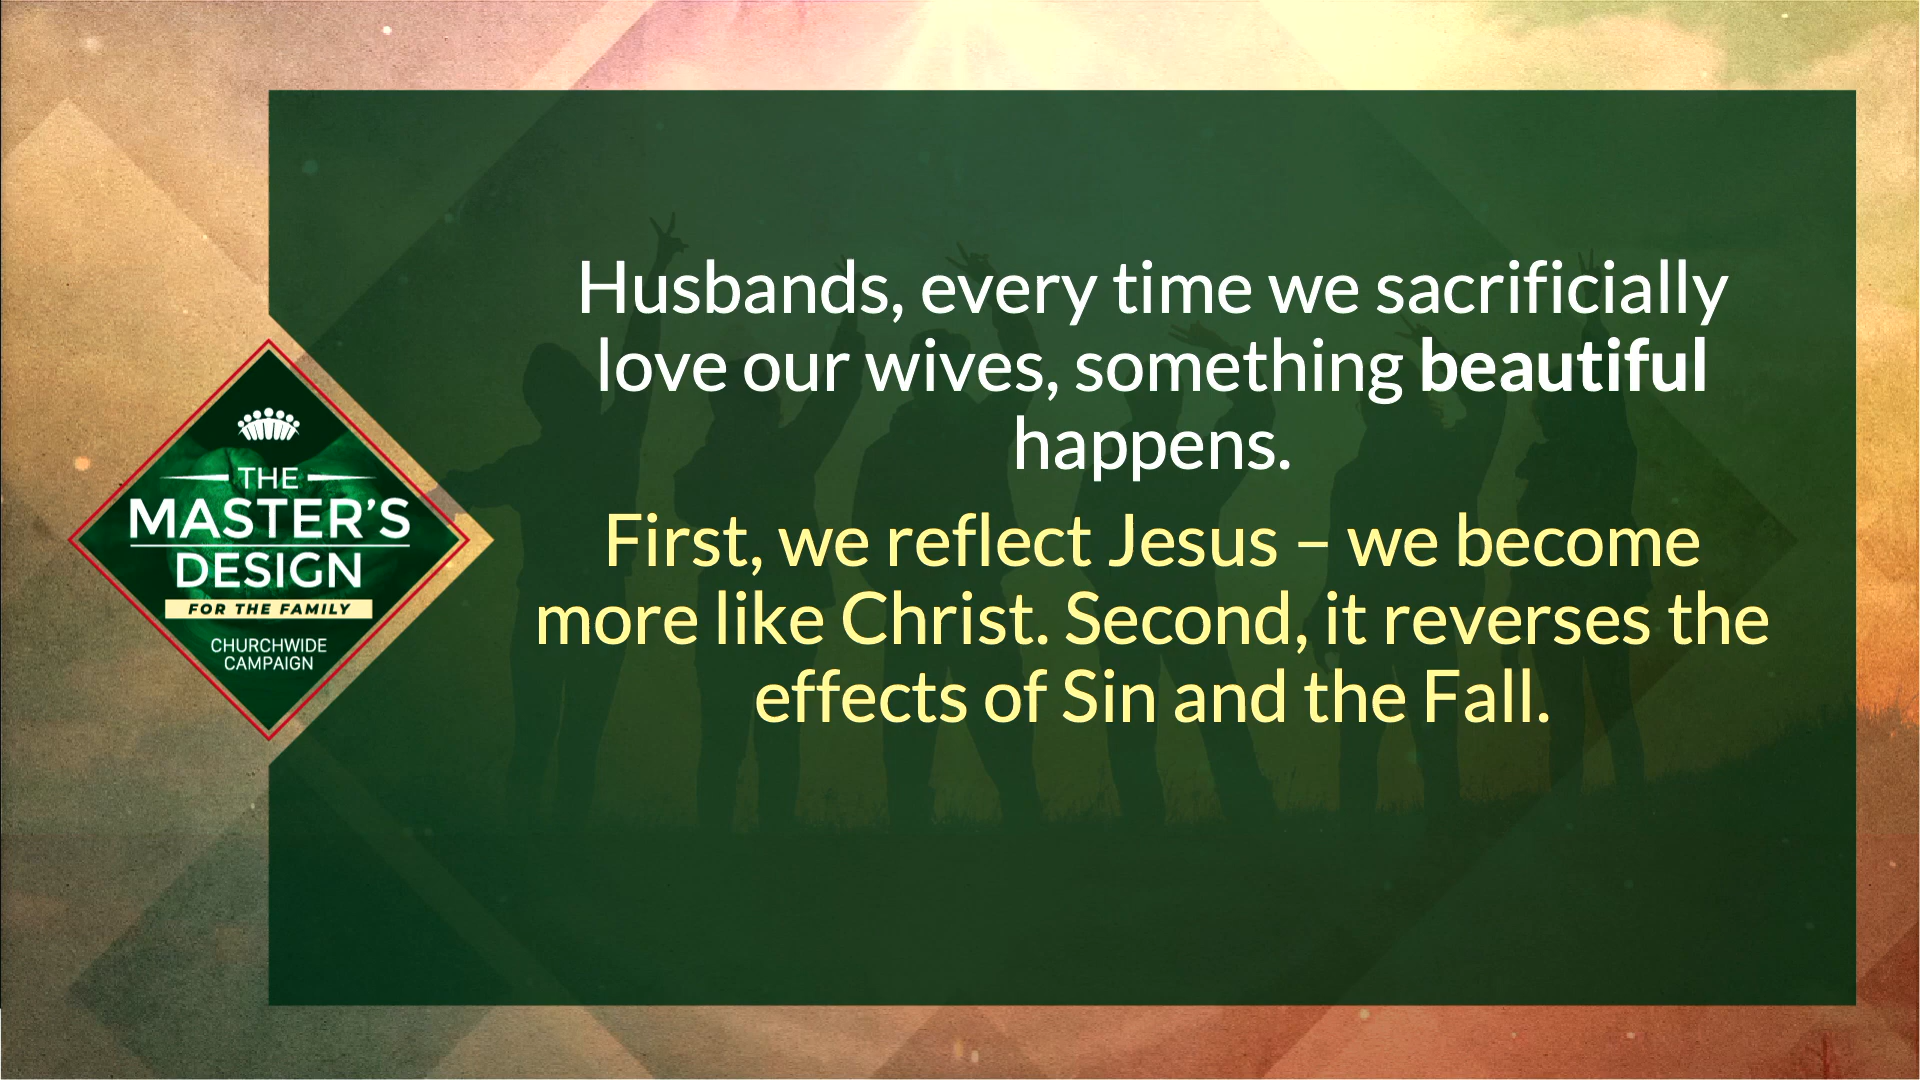 Husbands, every time we sacrificially
love our wives, something beautiful
happens.
First, we reflect Jesus – we become
more like Christ. Second, it reverses the
effects of Sin and the Fall.
THE
MASTER'S
DESIGN
FOR THE FAMILY
CHURCHWIDE
CAMPAIGN